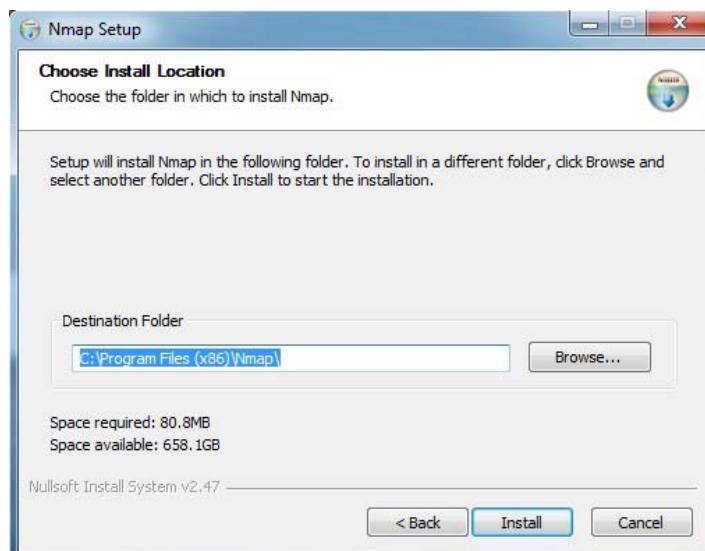 Nmap Setup
Choose Install Location
Choose the folder in which to install Nmap.
Setup will install Nmap in the following folder. To install in a different folder, click Browse and
select another folder. Click Install to start the installation.
Destination Folder
C:\Program Files (x86)\Nmap\
Browse...
Space required: 80.8MB
Space available: 658.1GB
Nullsoft Install System v2.47
< Back
Install
Cancel